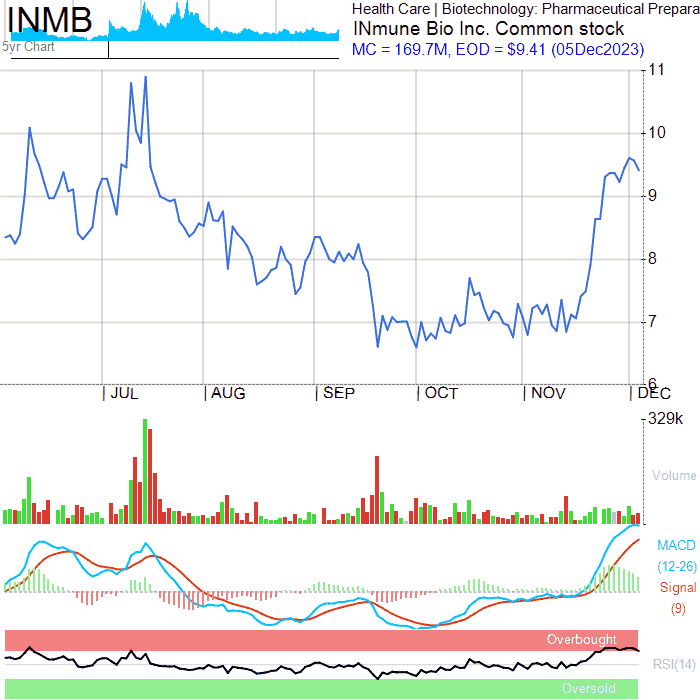 INMB
5yr Chart
Health Care | Biotechnology: Pharmaceutical Prepara
INmune Bio Inc. Common stock
MC = 169.7M, EOD = $9.41 (05Dec2023)
11
10
9
8
7
6
| JUL | AUG | SEP | OCT | NOV | DEC
329k
Volume
MACD
(12-26)
Signal
(9)
Overbought
RSI(14)
Oversold